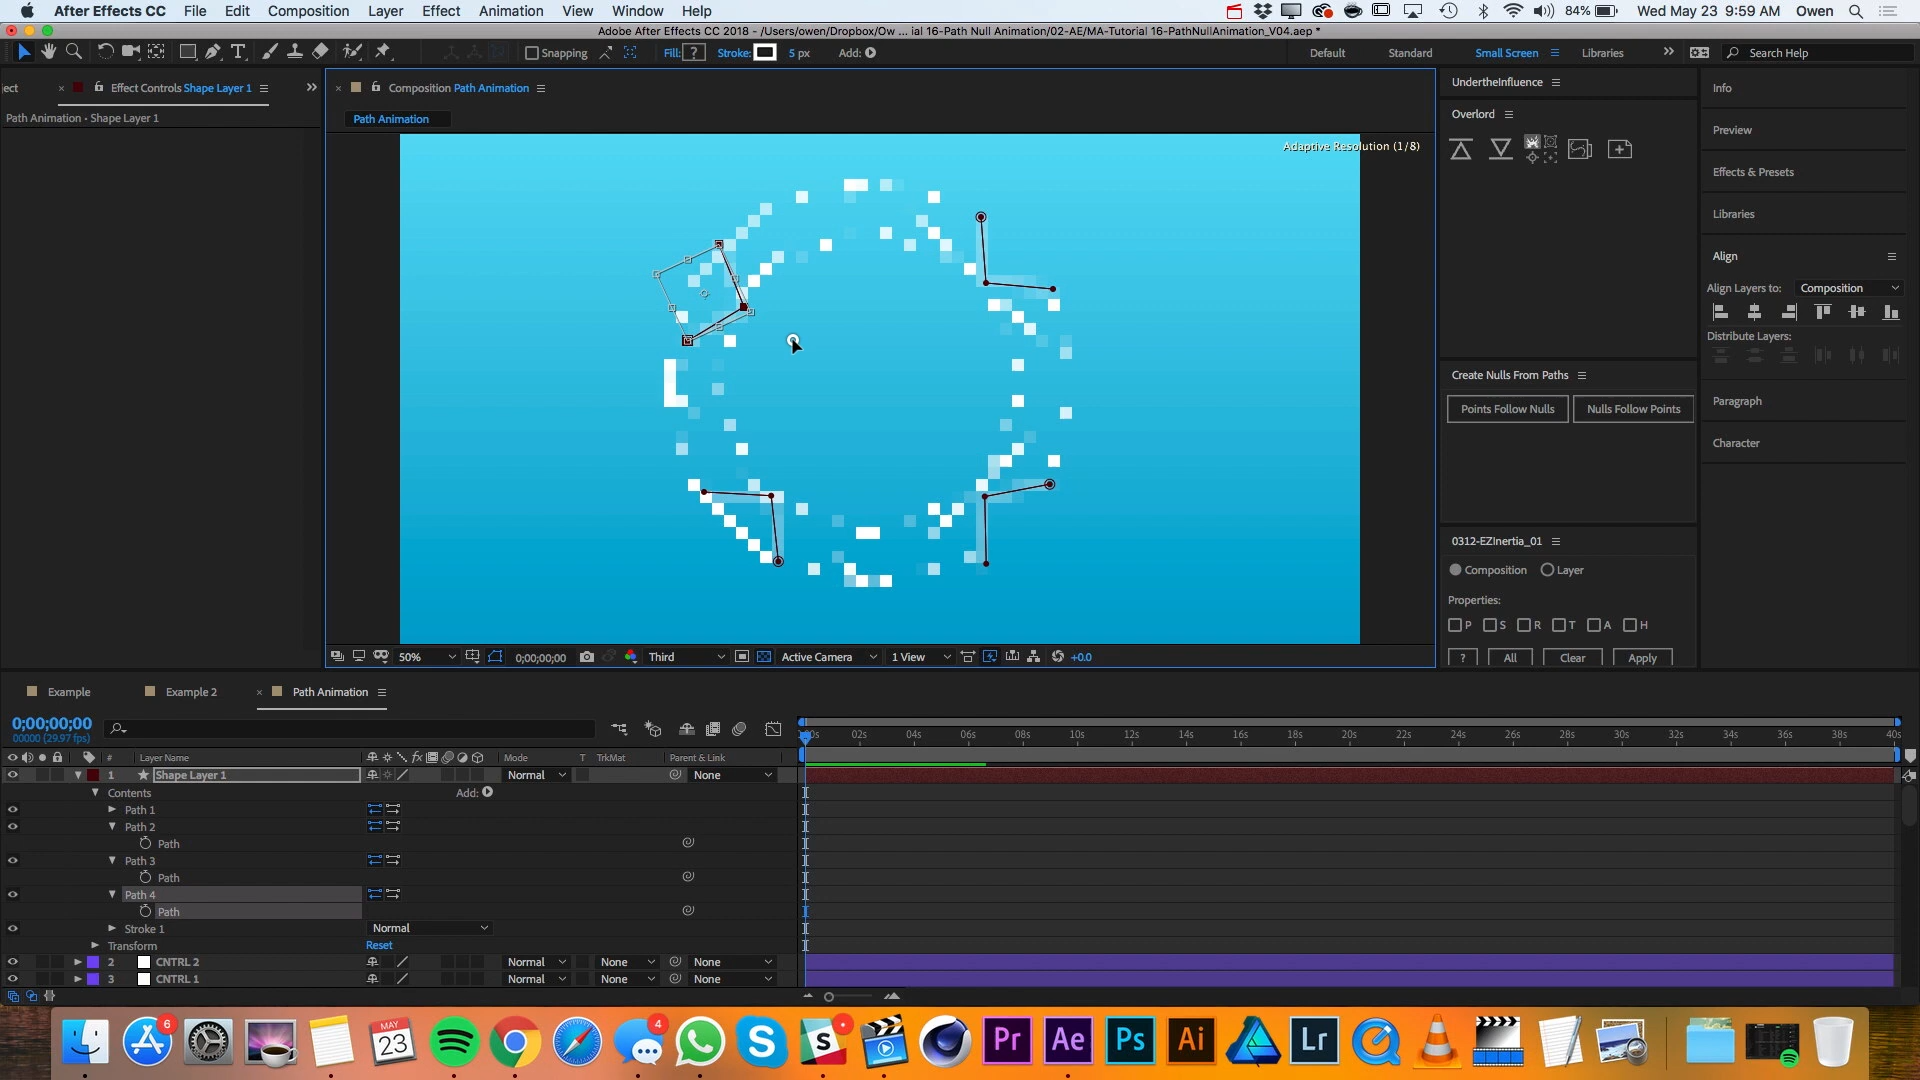 After Effects CC File Edit Composition Layer Effect Animation View Window Help 84% Wed May 23 9:59 AM Owen
Adobe After Effects CC 2018 - /Users/owen/Dropbox/Ow ... ial 16-Path Null Animation/02-AE/MA-Tutorial 16-PathNullAnimation_V04.aep *
Snapping Fill: ? Stroke: 5 px Add: Default Standard Small Screen Libraries Search Help
ect Effect Controls Shape Layer 1
Path Animation • Shape Layer 1
Composition Path Animation
Path Animation
Adaptive Resolution (1/8)
50% 0;00;00;00 Third Active Camera 1 View +0.0
UndertheInfluence
Overlord
Create Nulls From Paths
Points Follow Nulls Nulls Follow Points
0312-EZInertia_01
Composition Layer
Properties:
P S R T A H
? All Clear Apply
Info
Preview
Effects & Presets
Libraries
Align
Align Layers to: Composition
Distribute Layers:
Paragraph
Character
Example Example 2 Path Animation
0;00;00;00
00000 (29.97 fps)
:00s 02s 04s 06s 08s 10s 12s 14s 16s 18s 20s 22s 24s 26s 28s 30s 32s 34s 36s 38s 40s
# Layer Name Mode T TrkMat Parent & Link
1 Shape Layer 1 Normal None
Contents Add:
Path 1
Path 2
Path
Path 3
Path
Path 4
Path
Stroke 1 Normal
Transform Reset
2 CNTRL 2 Normal None None
3 CNTRL 1 Normal None None
6 MAY 23 4 S S Pr Ae Ps Ai Lr